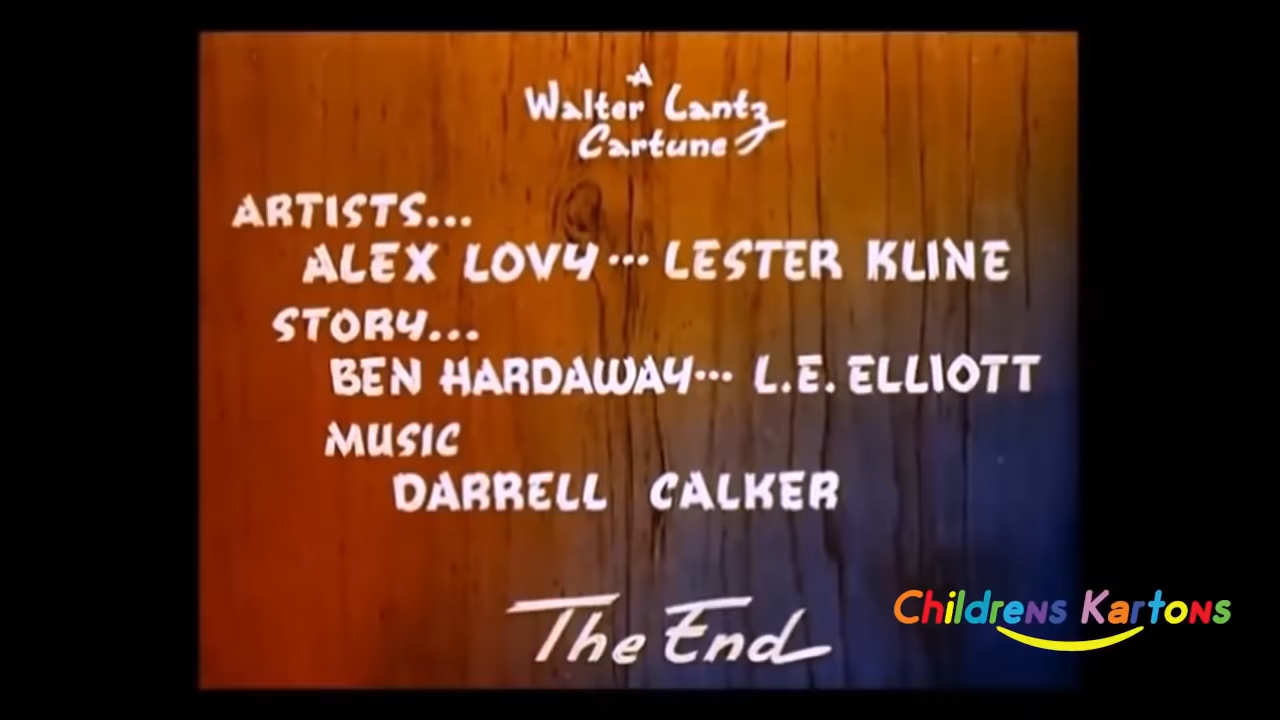 A
Walter Lantz
Cartune
ARTISTS...
ALEX LOVY... LESTER KLINE
STORY...
BEN HARDAWAY... L.E. ELLIOTT
MUSIC
DARRELL CALKER
The End
Childrens Kartons